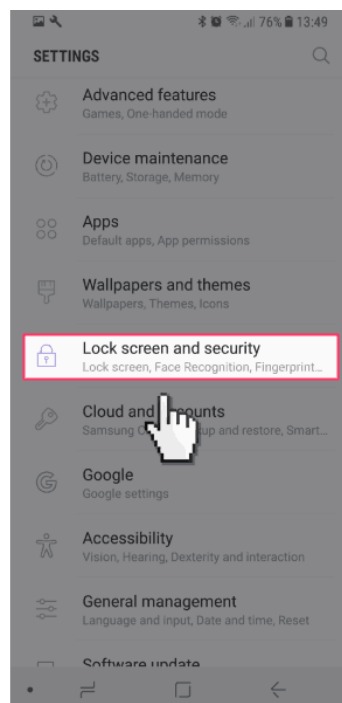 76% 13:49
SETTINGS
Advanced features
Games, One-handed mode
Device maintenance
Battery, Storage, Memory
Apps
Default apps, App permissions
Wallpapers and themes
Wallpapers, Themes, Icons
Lock screen and security
Lock screen, Face Recognition, Fingerprint...
Cloud and
Samsung up and restore, Smart...
Google
Google settings
Accessibility
Vision, Hearing, Dexterity and interaction
General management
Language and input, Date and time, Reset
Software update